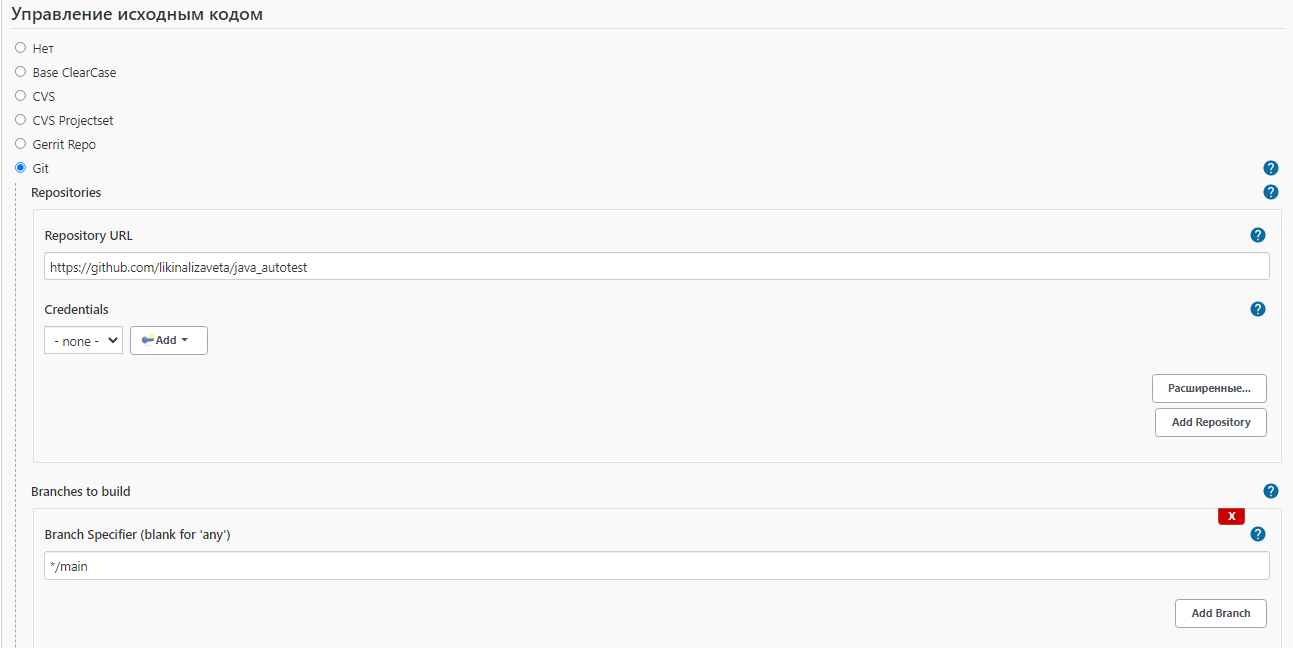 Управление исходным кодом
Нет
Base ClearCase
CVS
CVS Projectset
Gerrit Repo
Git
?
Repositories
?
Repository URL
?
https://github.com/likinalizaveta/java_autotest
Credentials
?
- none -
Add
Расширенные...
Add Repository
Branches to build
?
X
Branch Specifier (blank for 'any')
?
*/main
Add Branch